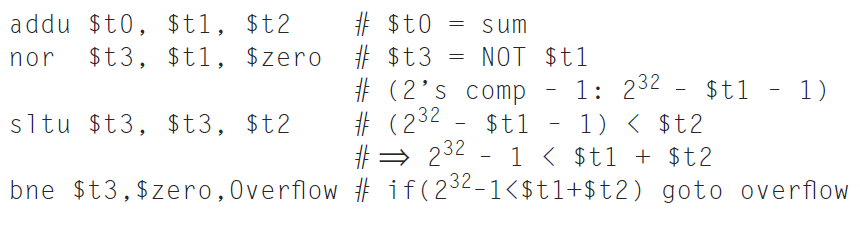 addu $t0, $t1, $t2 # $t0 = sum
nor $t3, $t1, $zero # $t3 = NOT $t1
# (2’s comp - 1: 2³² - $t1 - 1)
sltu $t3, $t3, $t2 # (2³² - $t1 - 1) < $t2
#⇒ 2³² - 1 < $t1 + $t2
bne $t3,$zero,Overflow # if(2³²-1<$t1+$t2) goto overflow